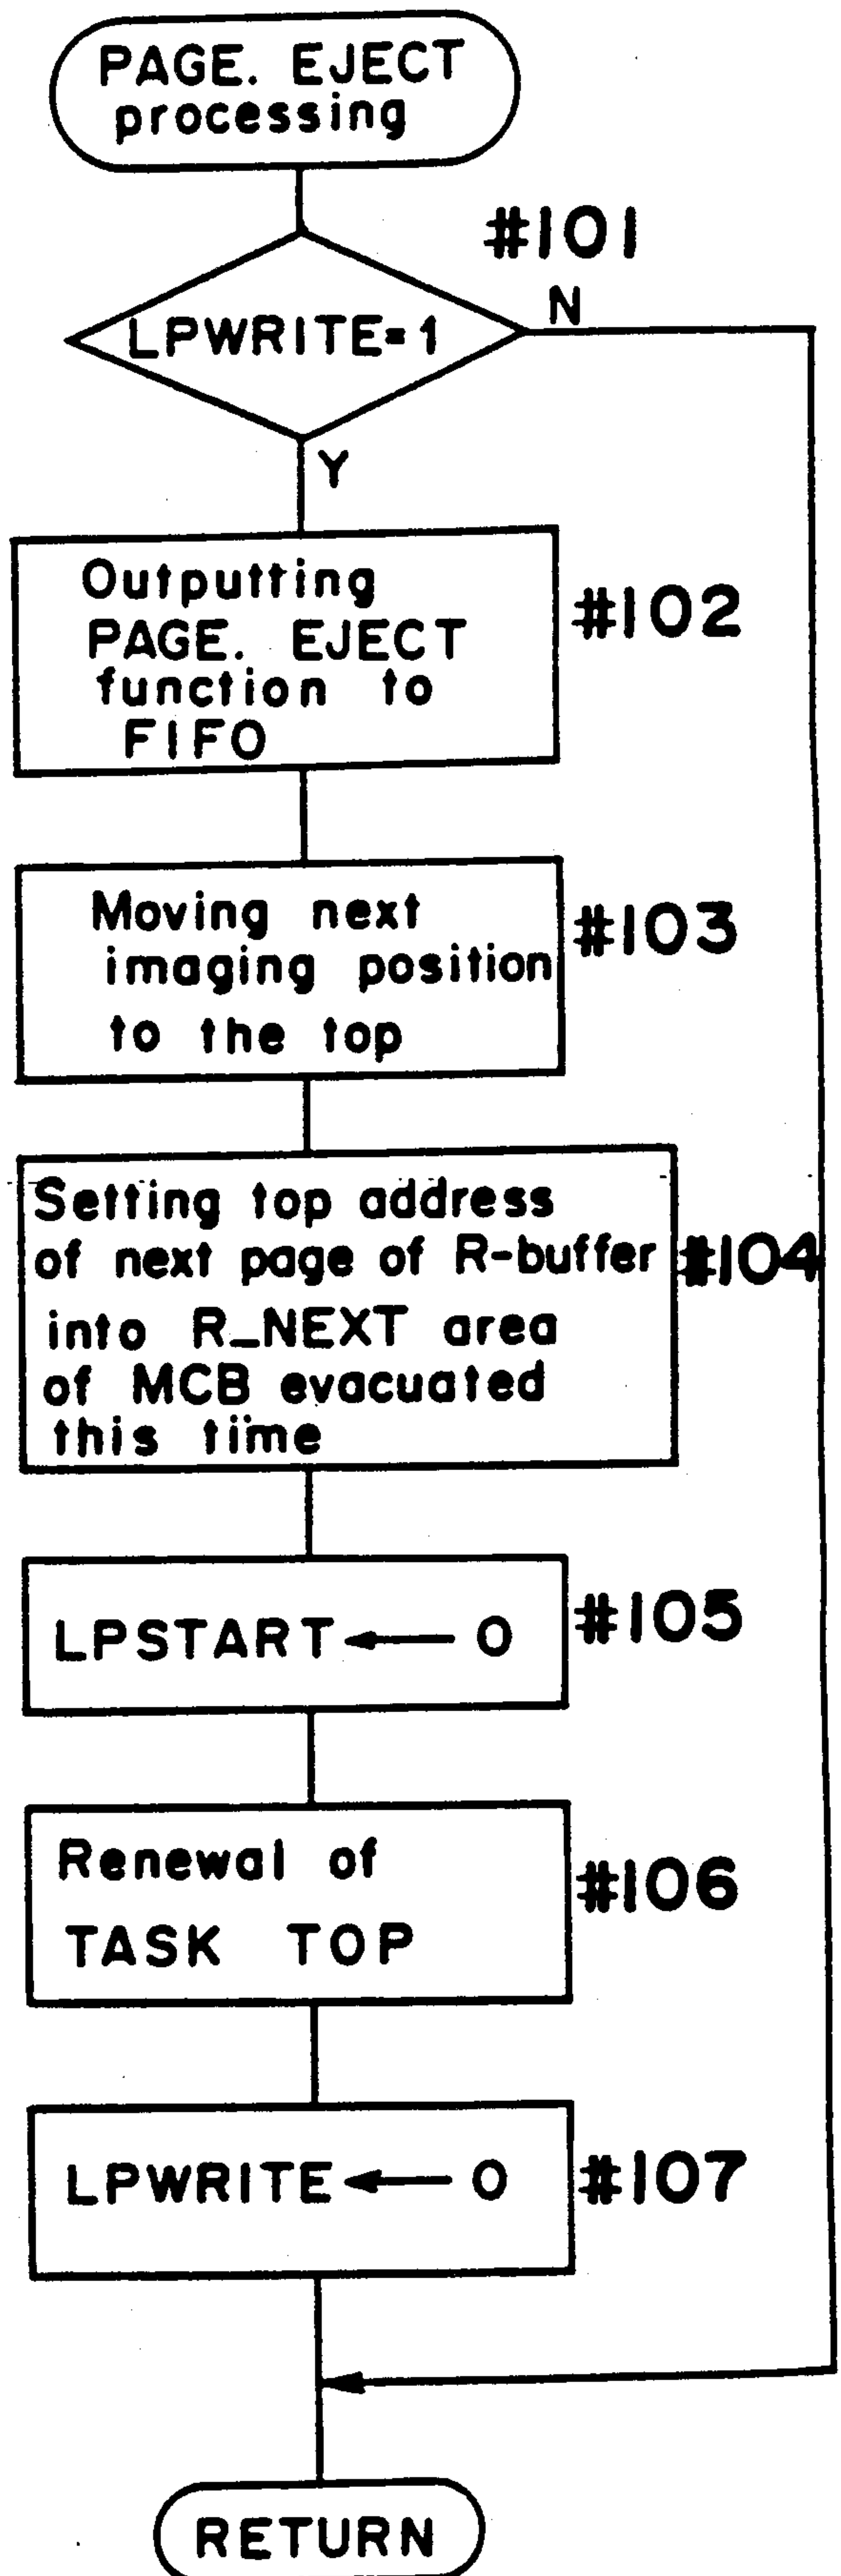 PAGE. EJECT
processing
#101
LPWRITE=1
N
Y
Outputting
PAGE. EJECT
function to
FIFO
#102
Moving next
imaging position
to the top
#103
Setting top address
of next page of R-buffer
into R_NEXT area
of MCB evacuated
this time
#104
LPSTART ← 0
#105
Renewal of
TASK TOP
#106
LPWRITE ← 0
#107
RETURN